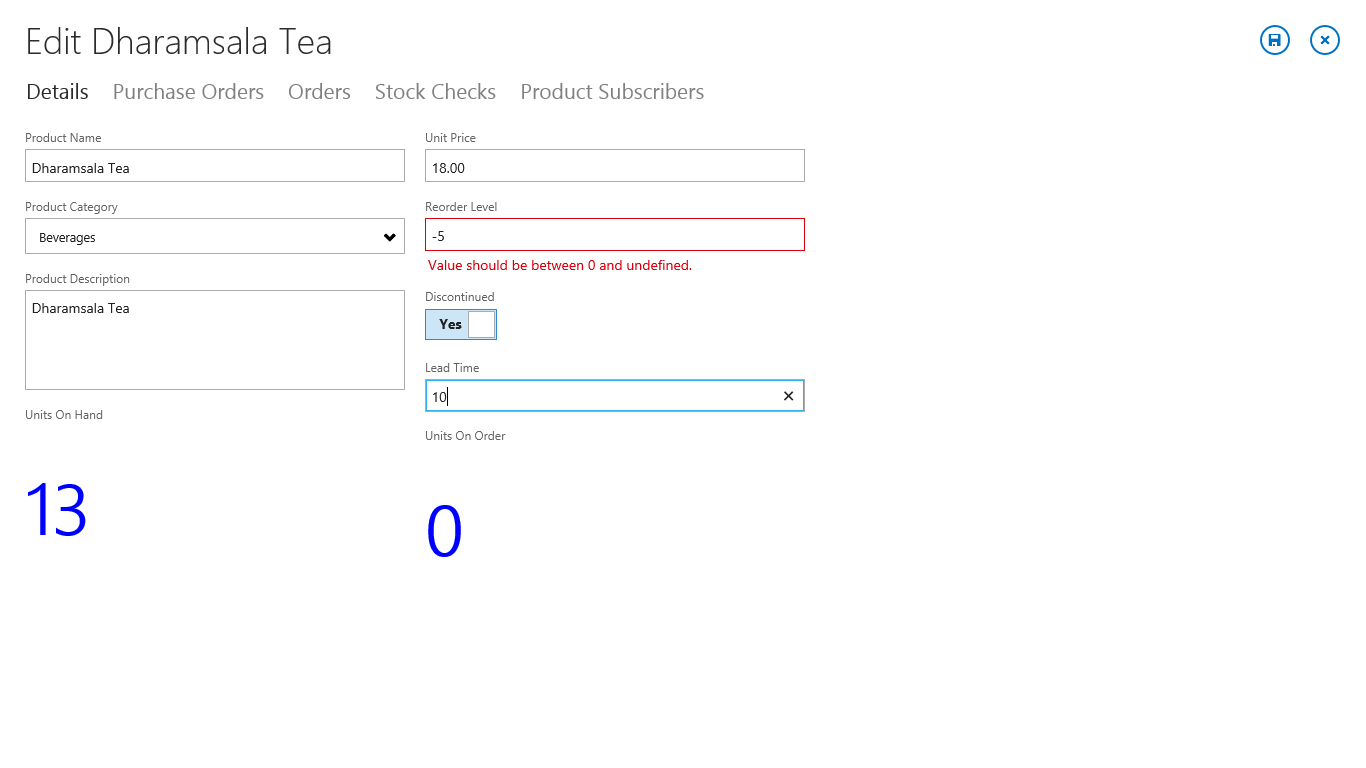 Edit Dharamsala Tea
Details Purchase Orders Orders Stock Checks Product Subscribers
Product Name
Dharamsala Tea
Product Category
Beverages
Product Description
Dharamsala Tea
Units On Hand
13
Unit Price
18.00
Reorder Level
-5
Value should be between 0 and undefined.
Discontinued
Yes
Lead Time
10
Units On Order
0